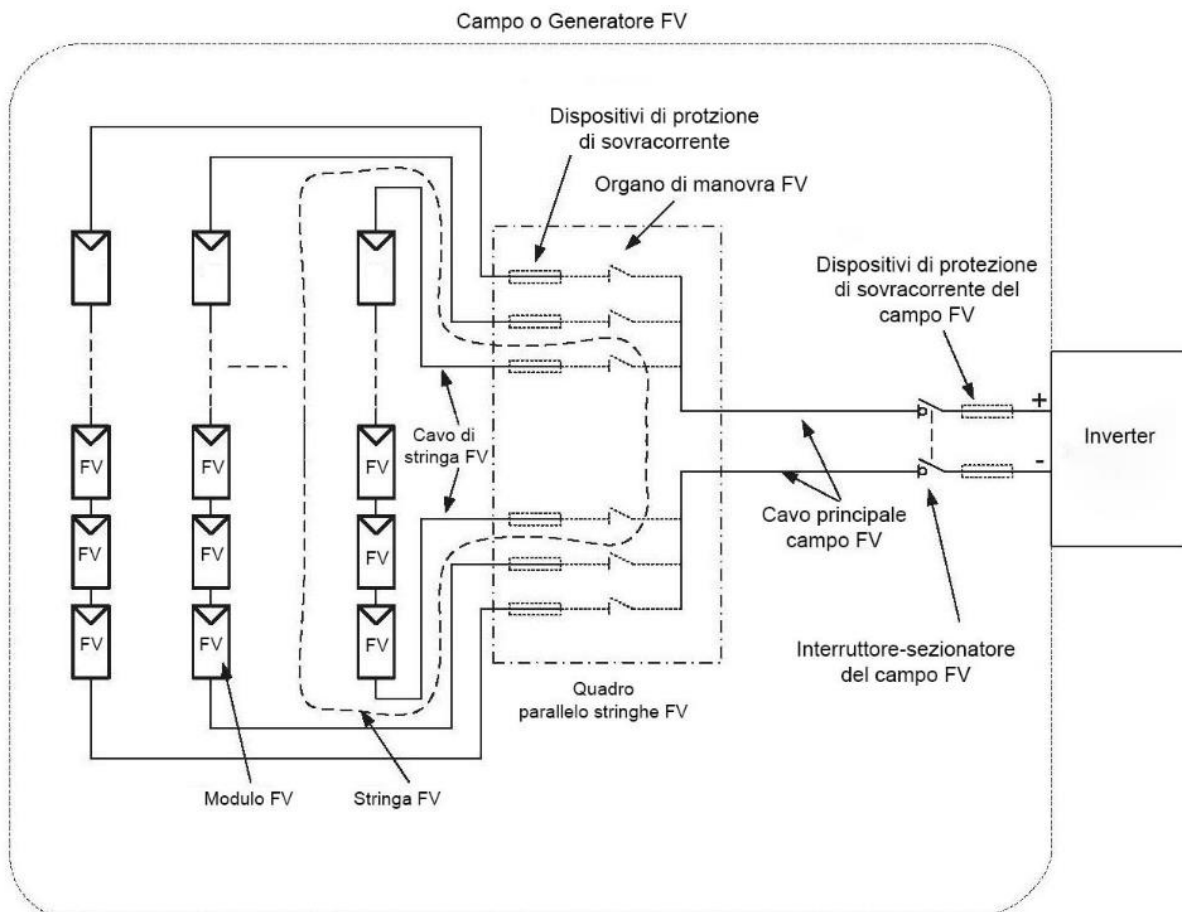 Campo o Generatore FV
Dispositivi di protzione
di sovracorrente
Organo di manovra FV
Dispositivi di protezione
di sovracorrente del
campo FV
+
Inverter
-
Cavo di
stringa FV
FV
FV
FV
FV
FV
FV
FV
FV
FV
Cavo principale
campo FV
Interruttore-sezionatore
del campo FV
Quadro
parallelo stringhe FV
Modulo FV
Stringa FV